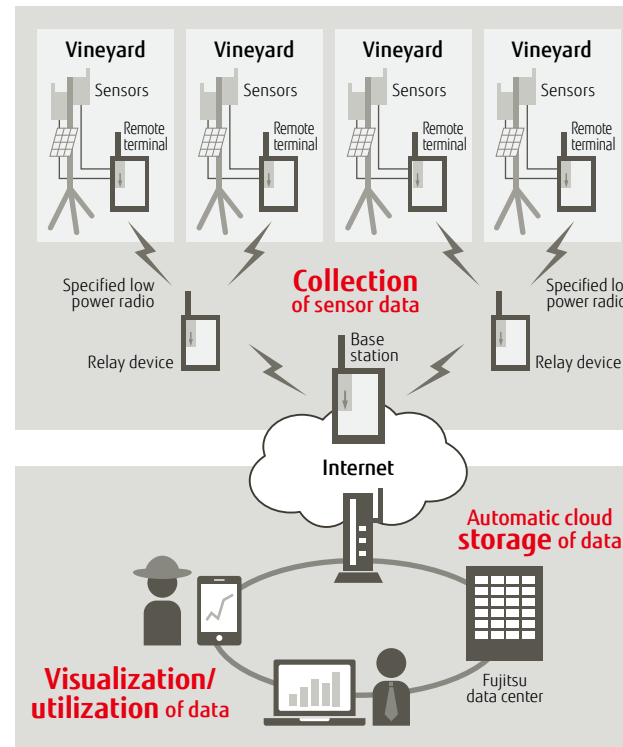 Vineyard
Sensors
Remote
terminal
Vineyard
Sensors
Remote
terminal
Vineyard
Sensors
Remote
terminal
Vineyard
Sensors
Remote
terminal
Specified low
power radio
Relay device
Collection
of sensor data
Base
station
Specified lo
power radio
Relay device
Internet
Automatic cloud
storage of data
Visualization/
utilization of data
Fujitsu
data center